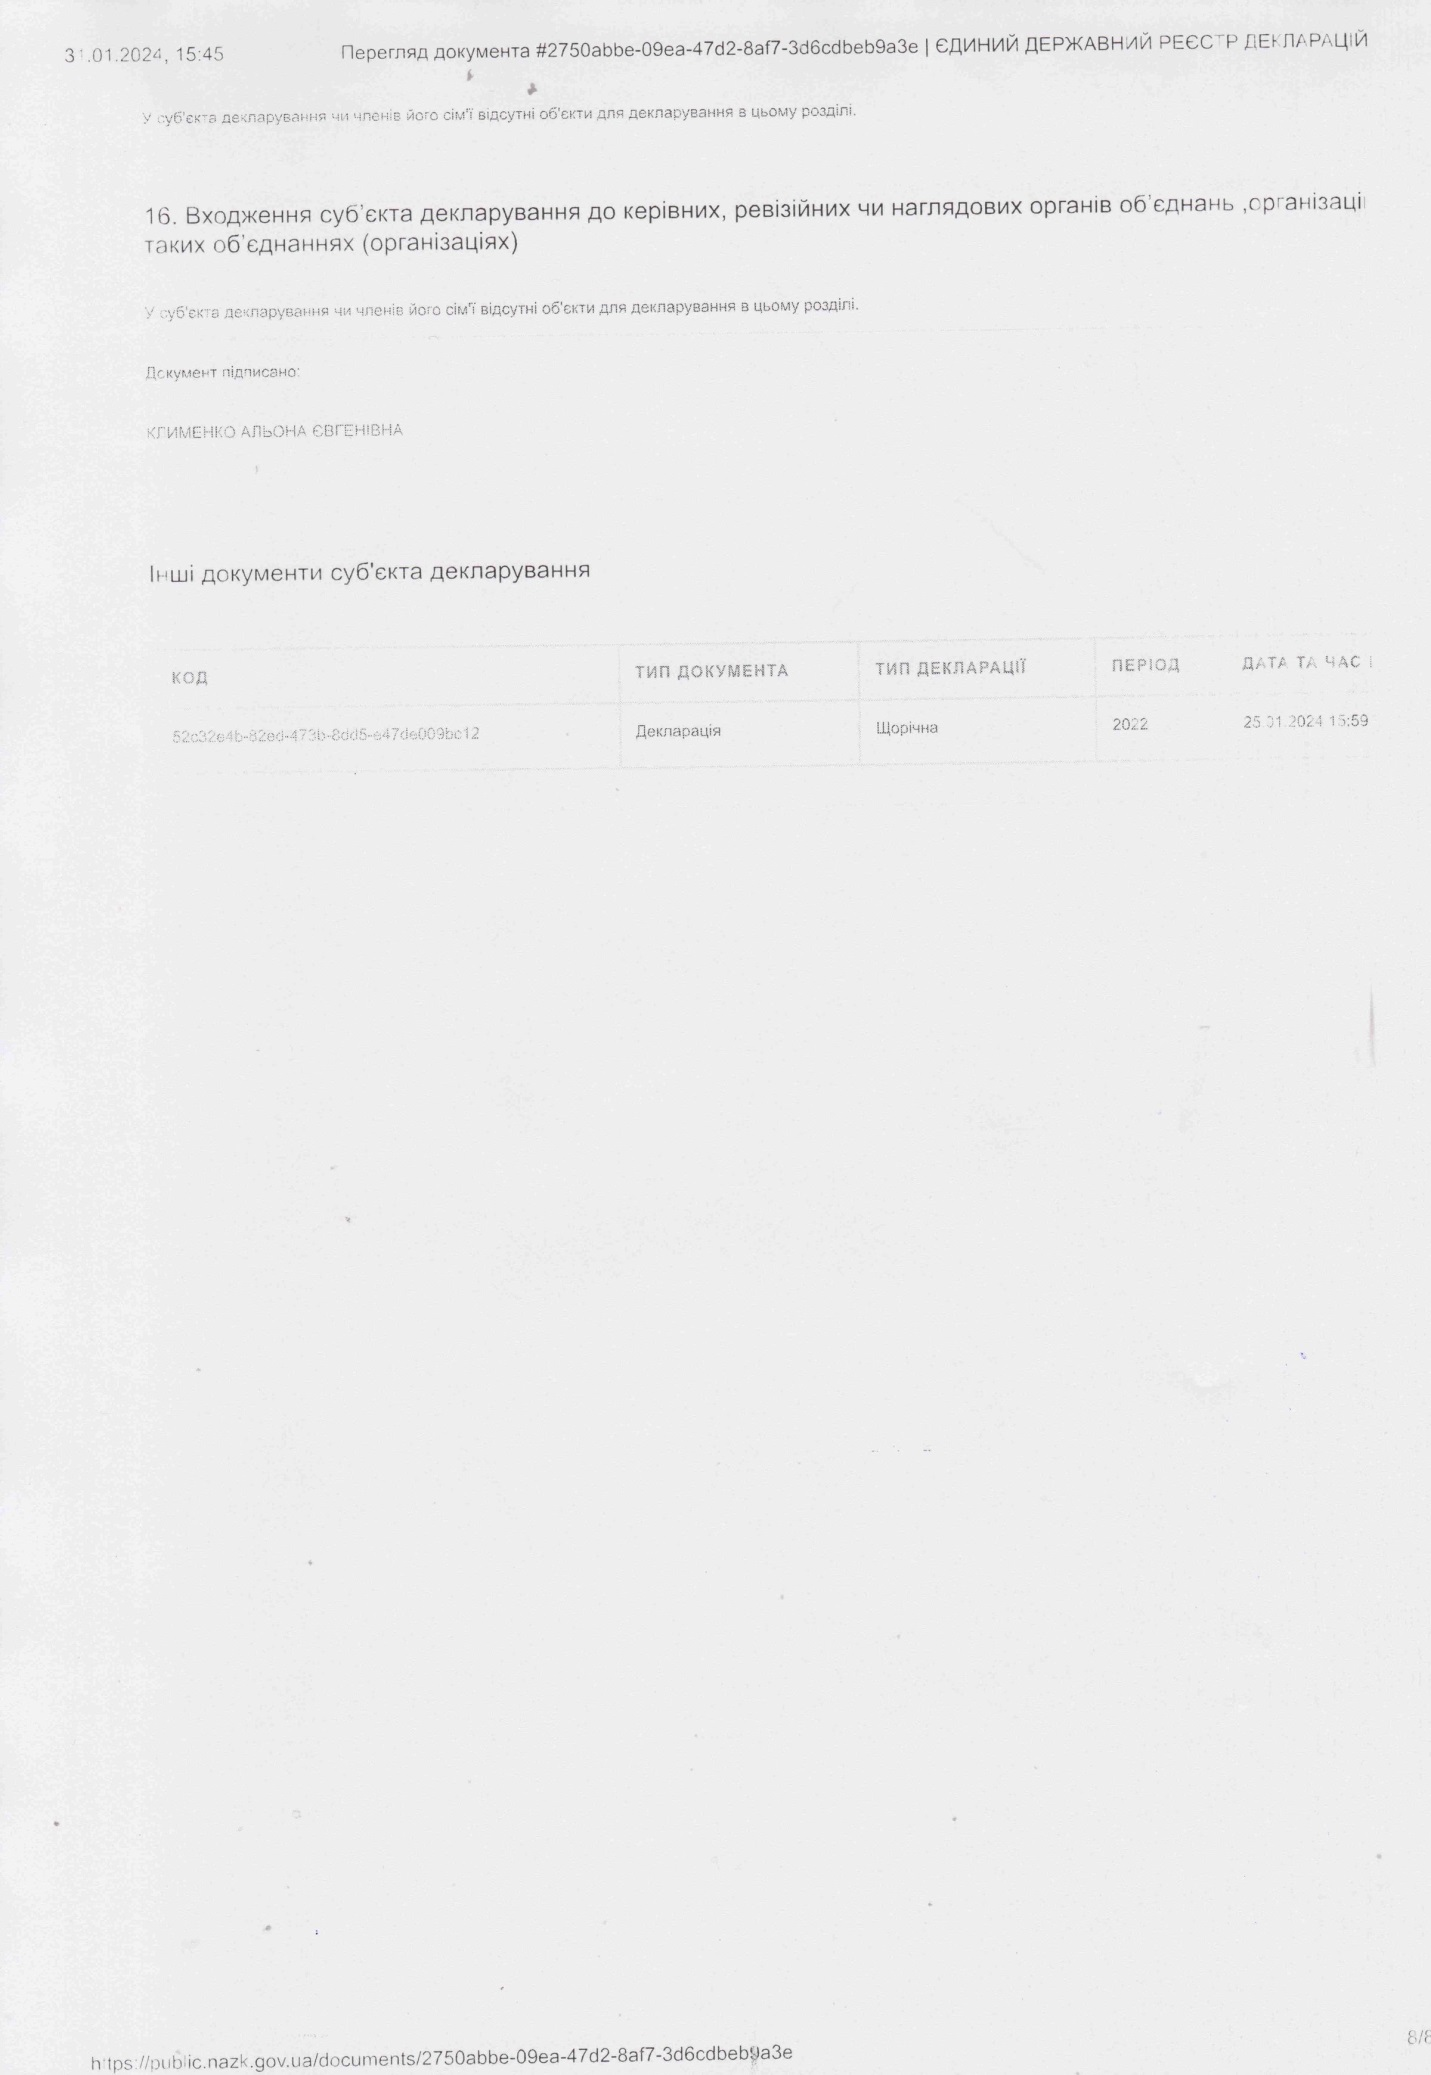 31.01.2024, 15:45
Перегляд документа #2750abbe-09ea-47d2-8af7-3d6cdbeb9a3e | ЄДИНИЙ ДЕРЖАВНИЙ РЕЄСТР ДЕКЛАРАЦІЙ
У суб'єкта декларування чи членів його сім'ї відсутні об'єкти для декларування в цьому розділі.
16. Входження суб’єкта декларування до керівних, ревізійних чи наглядових органів об’єднань ,організаці
таких об’єднаннях (організаціях)
У суб'єкта декларування чи членів його сім'ї відсутні об'єкти для декларування в цьому розділі.
Документ підписано:
КЛИМЕНКО АЛЬОНА ЄВГЕНІВНА
Інші документи суб'єкта декларування
КОД ТИП ДОКУМЕНТА ТИП ДЕКЛАРАЦІЇ ПЕРІОД ДАТА ТА ЧАС
52c32e4b-82ed-473b-8dd5-e47de009bc12 Декларація Щорічна 2022 25.01.2024 15:59
https://public.nazk.gov.ua/documents/2750abbe-09ea-47d2-8af7-3d6cdbeb9a3e
8/8